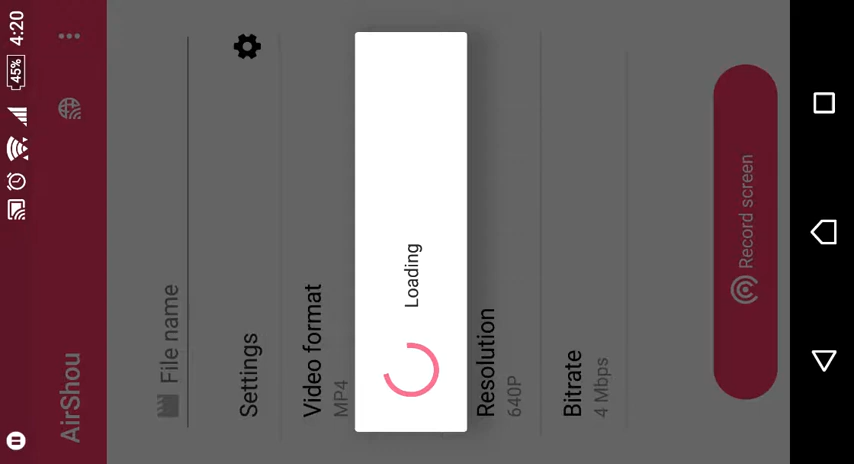 45% 4:20
AirShou
File name
Settings
Video format
MP4
Loading
Resolution
640P
Bitrate
4 Mbps
Record screen